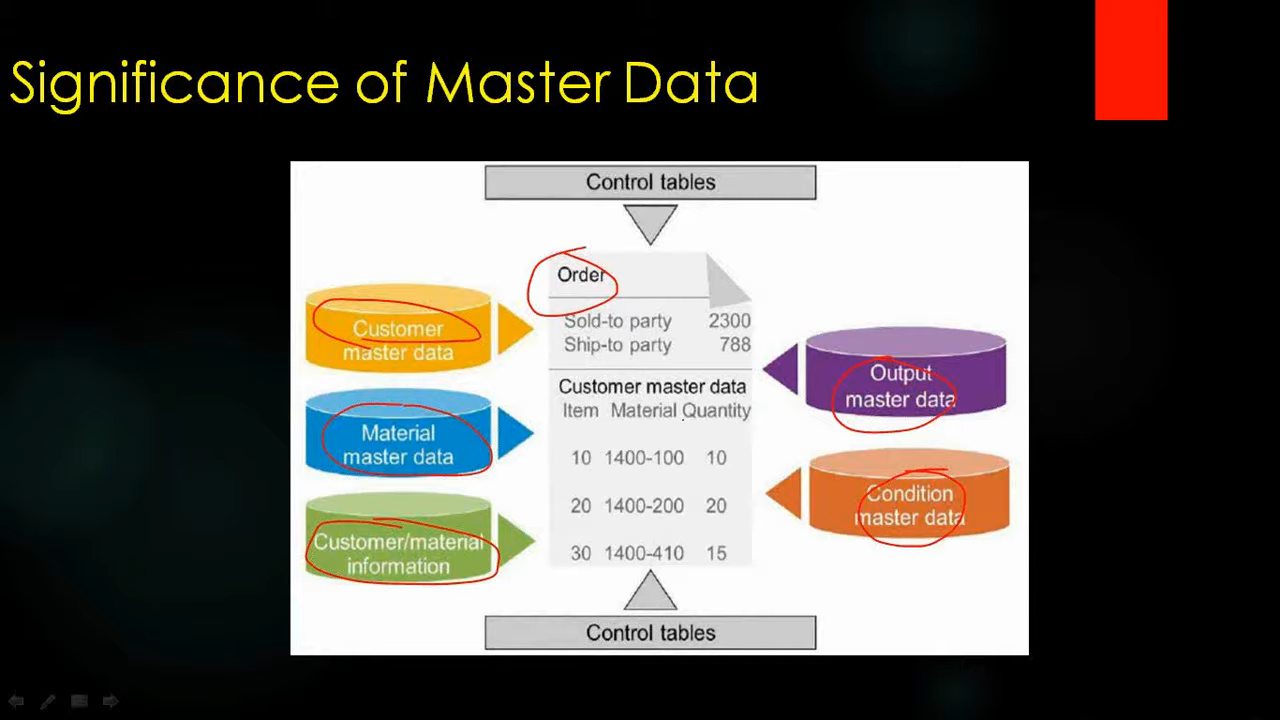 Significance of Master Data
Control tables
Order
Sold-to party 2300
Ship-to party 788
Customer master data
Item Material Quantity
10 1400-100 10
20 1400-200 20
30 1400-410 15
Customer
master data
Material
master data
Customer/material
information
Output
master data
Condition
master data
Control tables